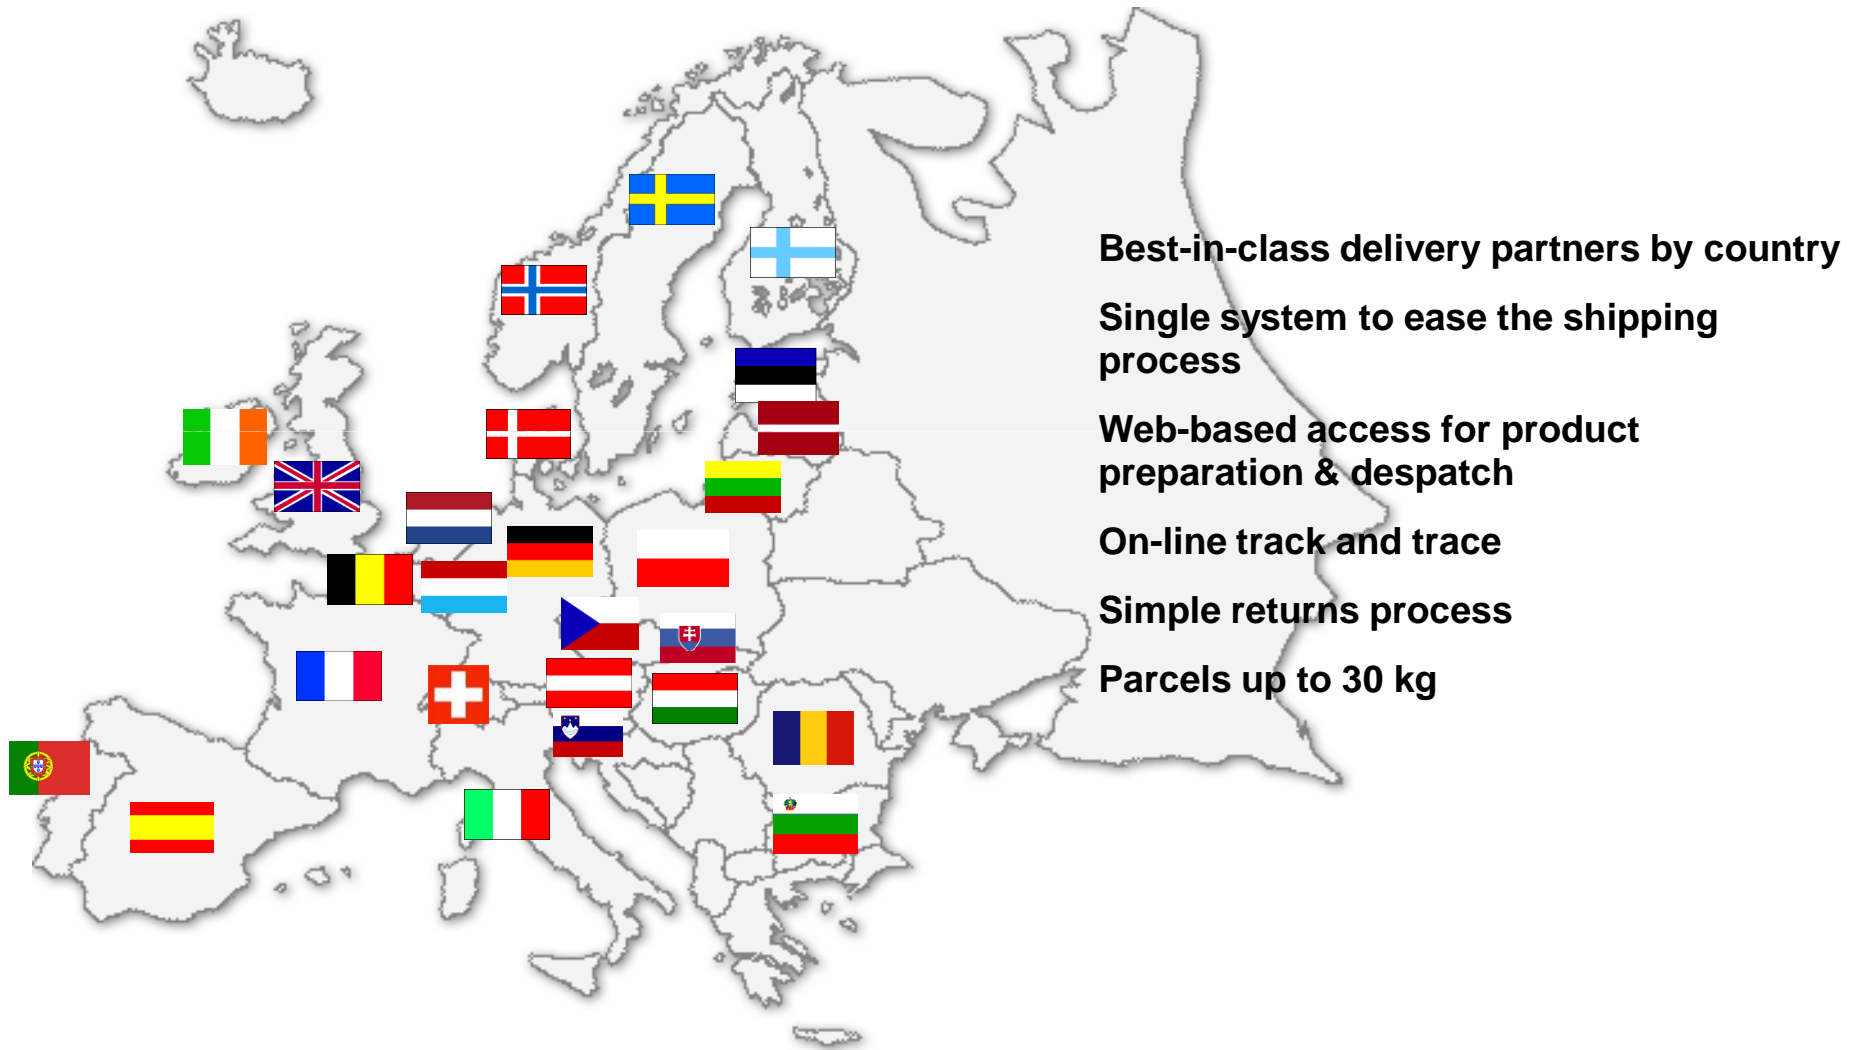 Best-in-class delivery partners by country
Single system to ease the shipping
process
Web-based access for product
preparation & despatch
On-line track and trace
Simple returns process
Parcels up to 30 kg